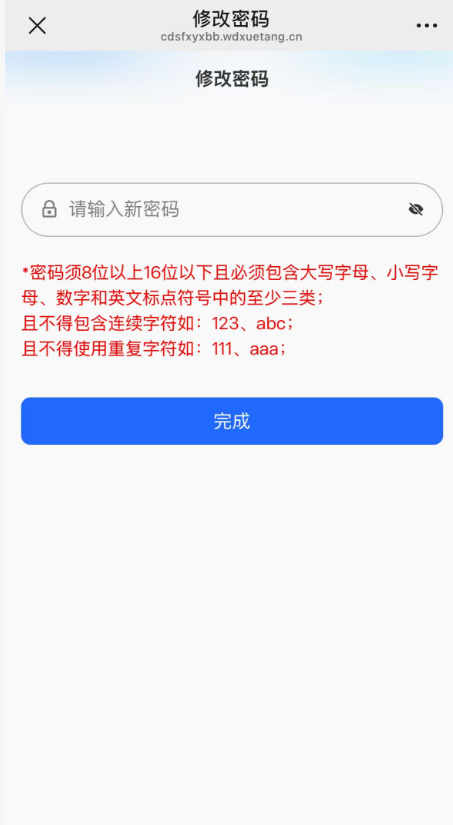 修改密码
cdsfxyxbb.wdxuetang.cn
修改密码
请输入新密码
*密码须8位以上16位以下且必须包含大写字母、小写字
母、数字和英文标点符号中的至少三类；
且不得包含连续字符如：123、abc；
且不得使用重复字符如：111、aaa；
完成